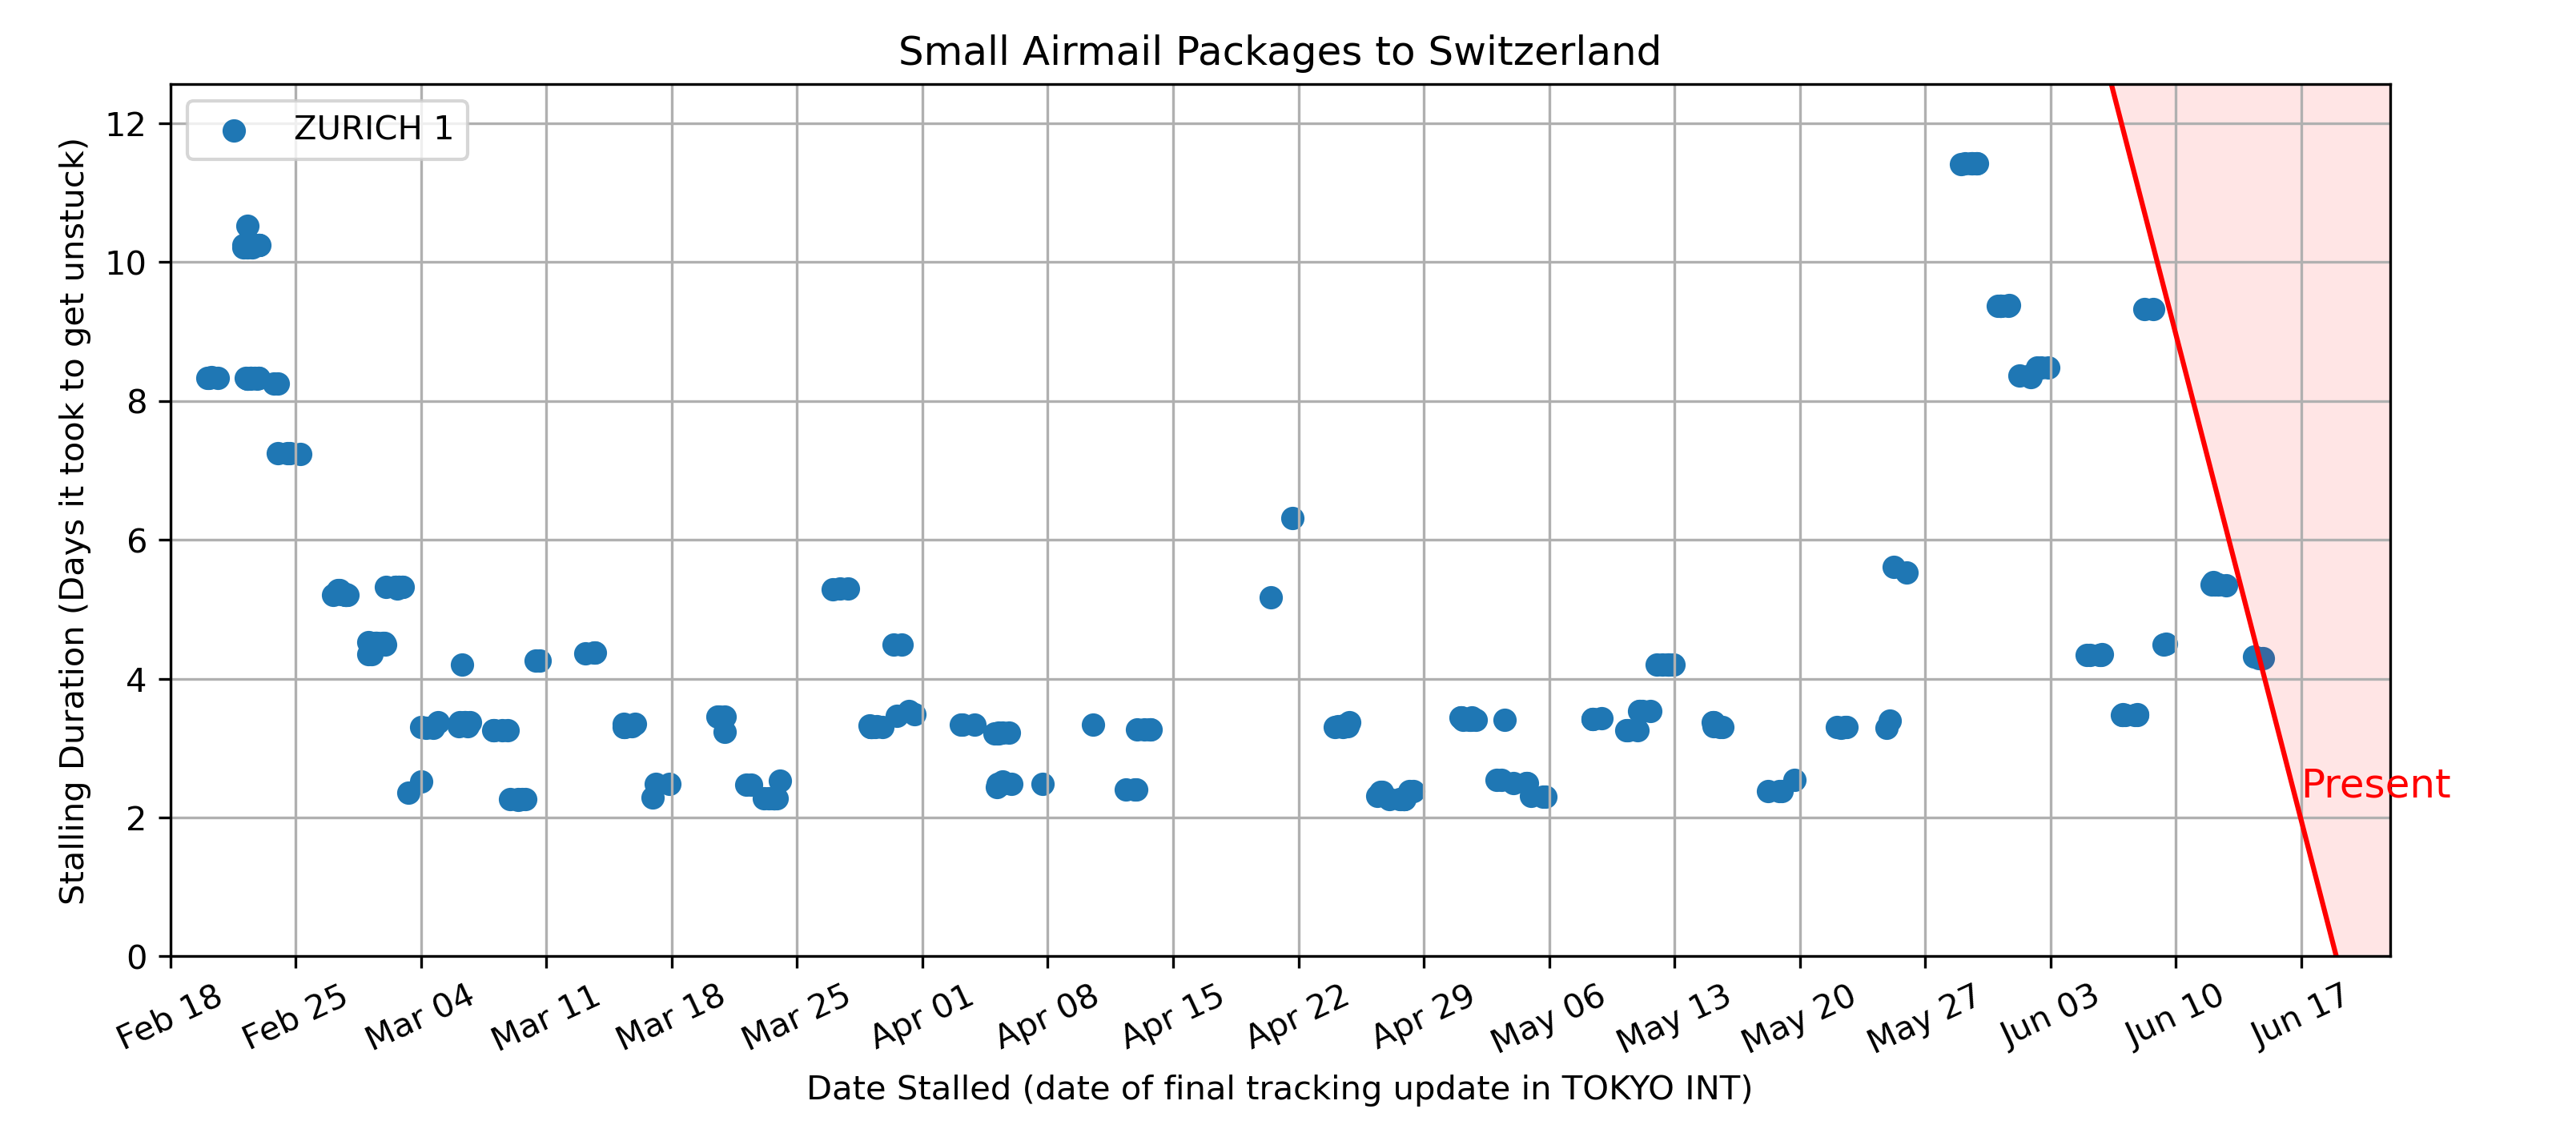 Small Airmail Packages to Switzerland
ZURICH 1
Stalling Duration (Days it took to get unstuck)
12
10
8
6
4
2
0
Present
Feb 18
Feb 25
Mar 04
Mar 11
Mar 18
Mar 25
Apr 01
Apr 08
Apr 15
Apr 22
Apr 29
May 06
May 13
May 20
May 27
Jun 03
Jun 10
Jun 17
Date Stalled (date of final tracking update in TOKYO INT)